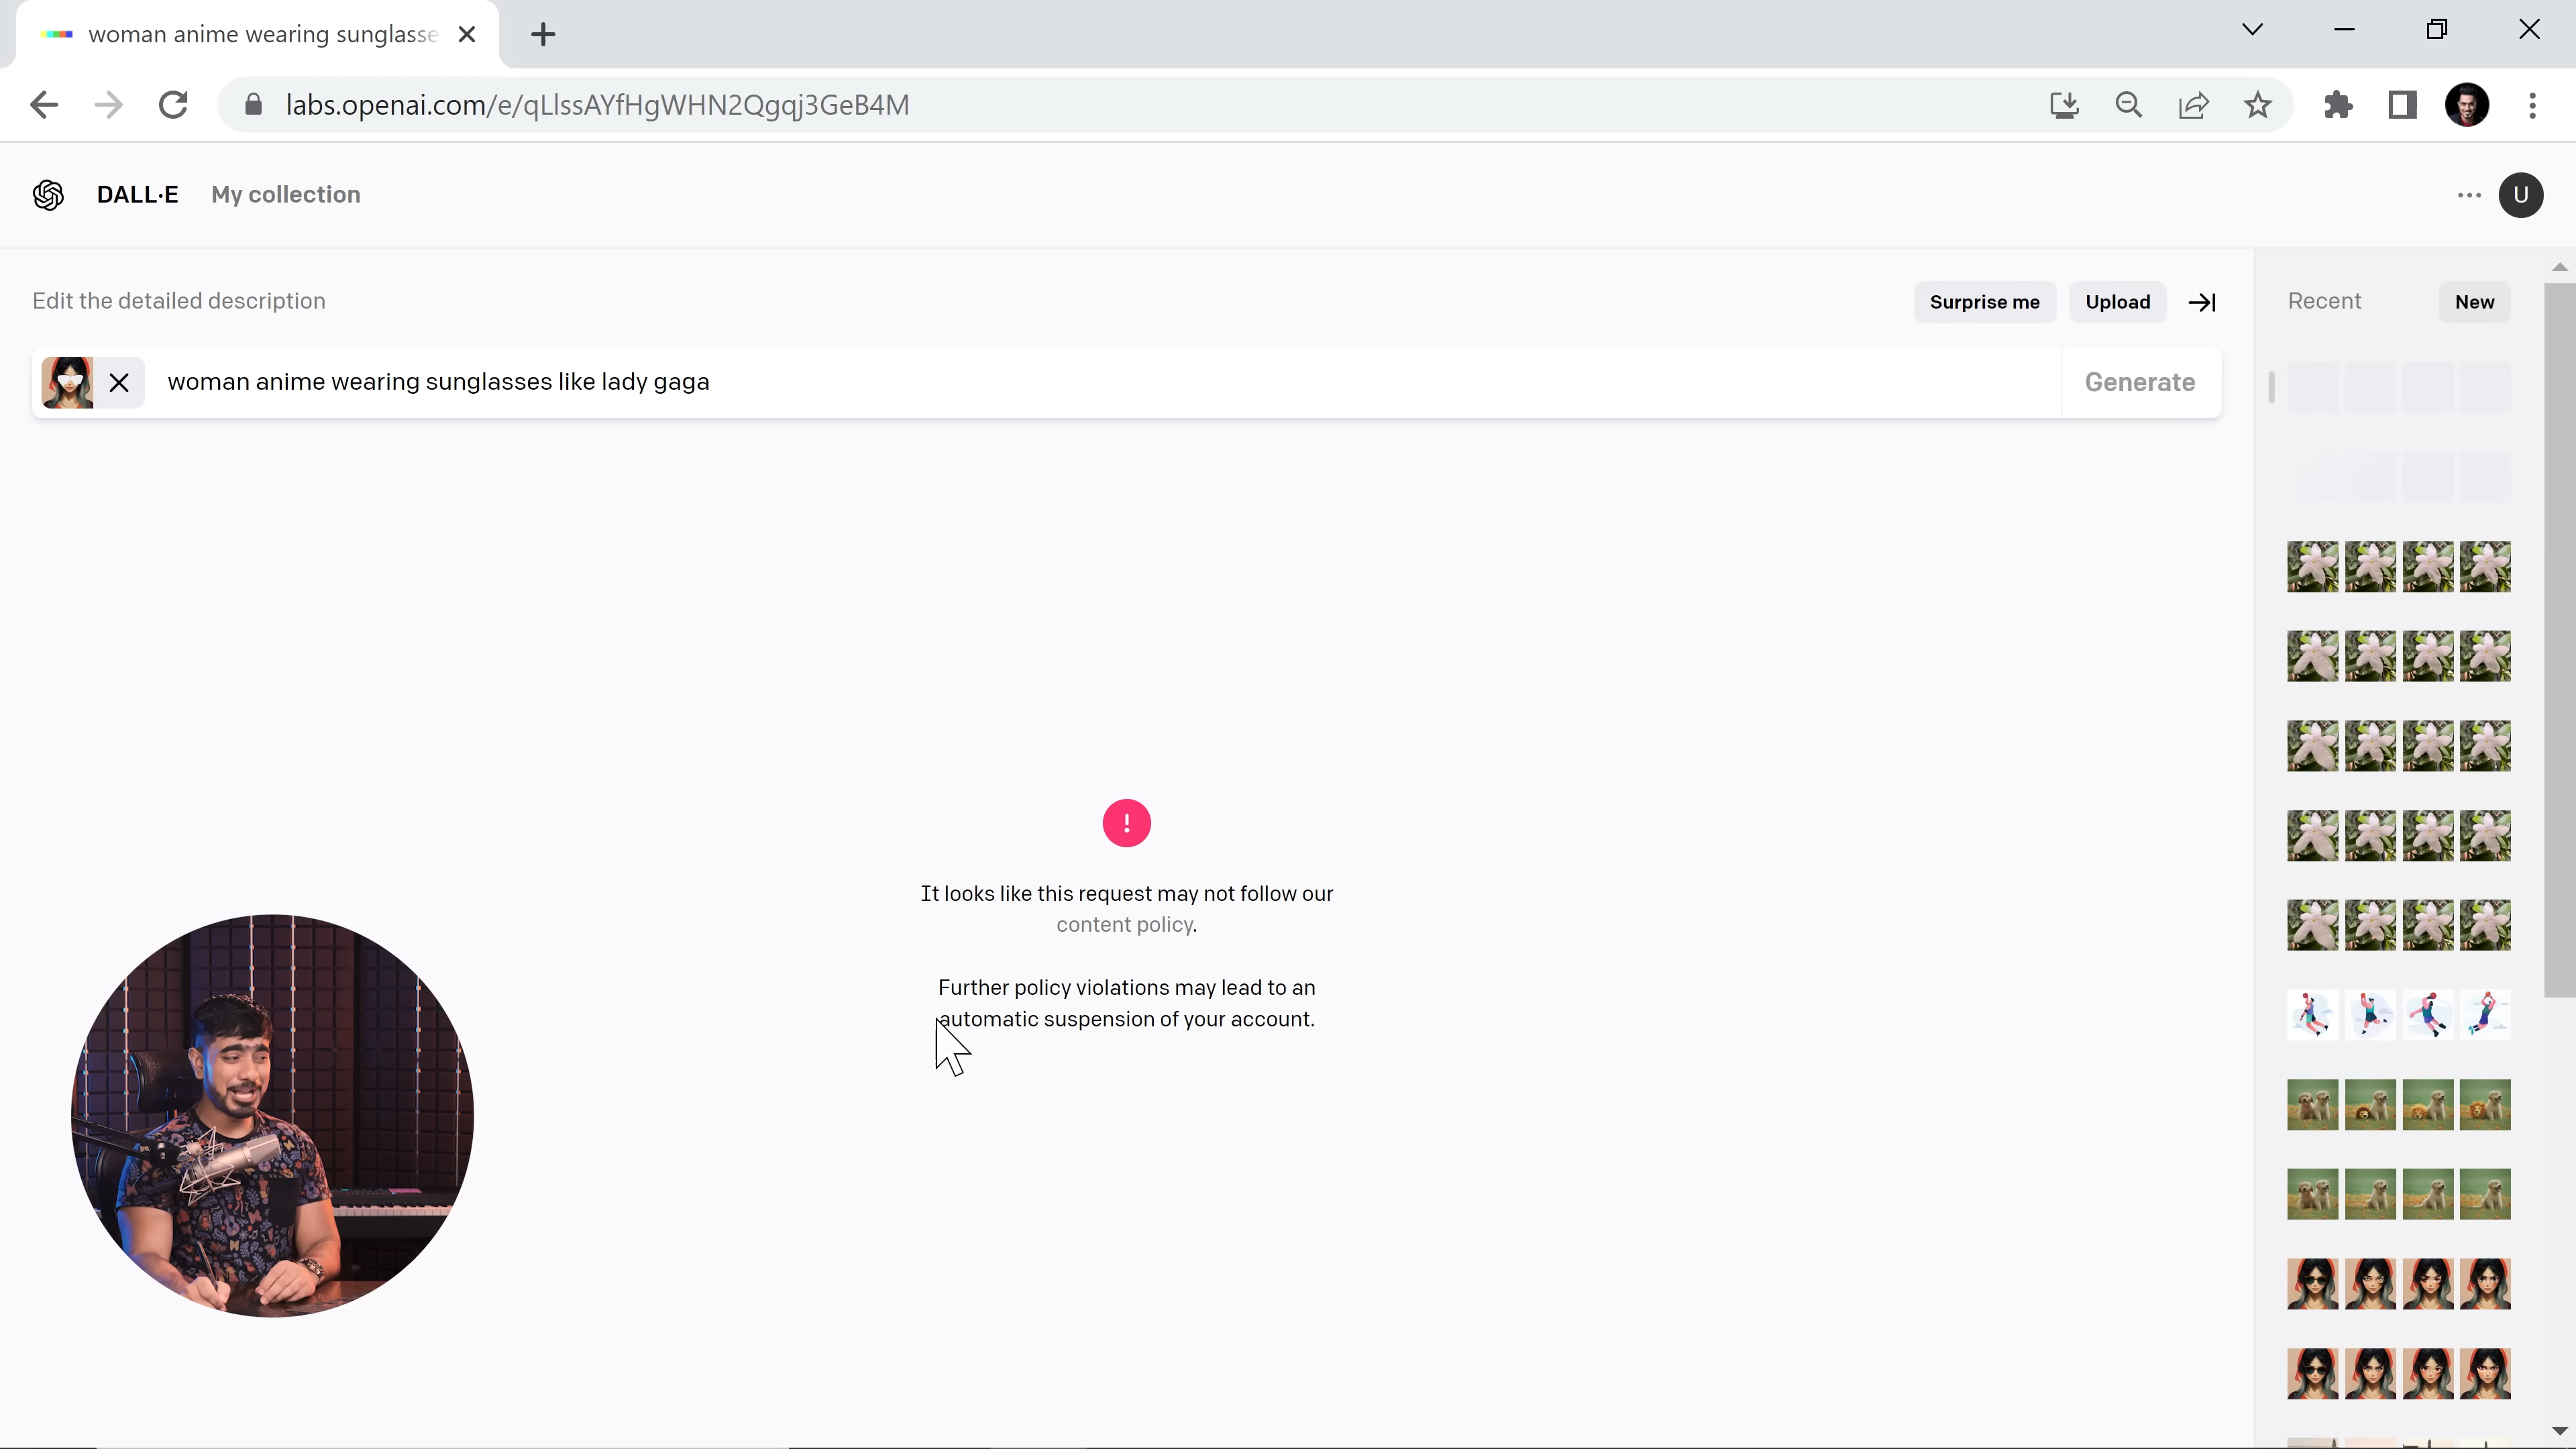 woman anime wearing sunglasse
labs.openai.com/e/qLlssAYfHgWHN2Qgqj3GeB4M
DALL·E My collection
U
Edit the detailed description
Surprise me Upload
Recent New
woman anime wearing sunglasses like lady gaga
Generate
!
It looks like this request may not follow our
content policy.
Further policy violations may lead to an
automatic suspension of your account.